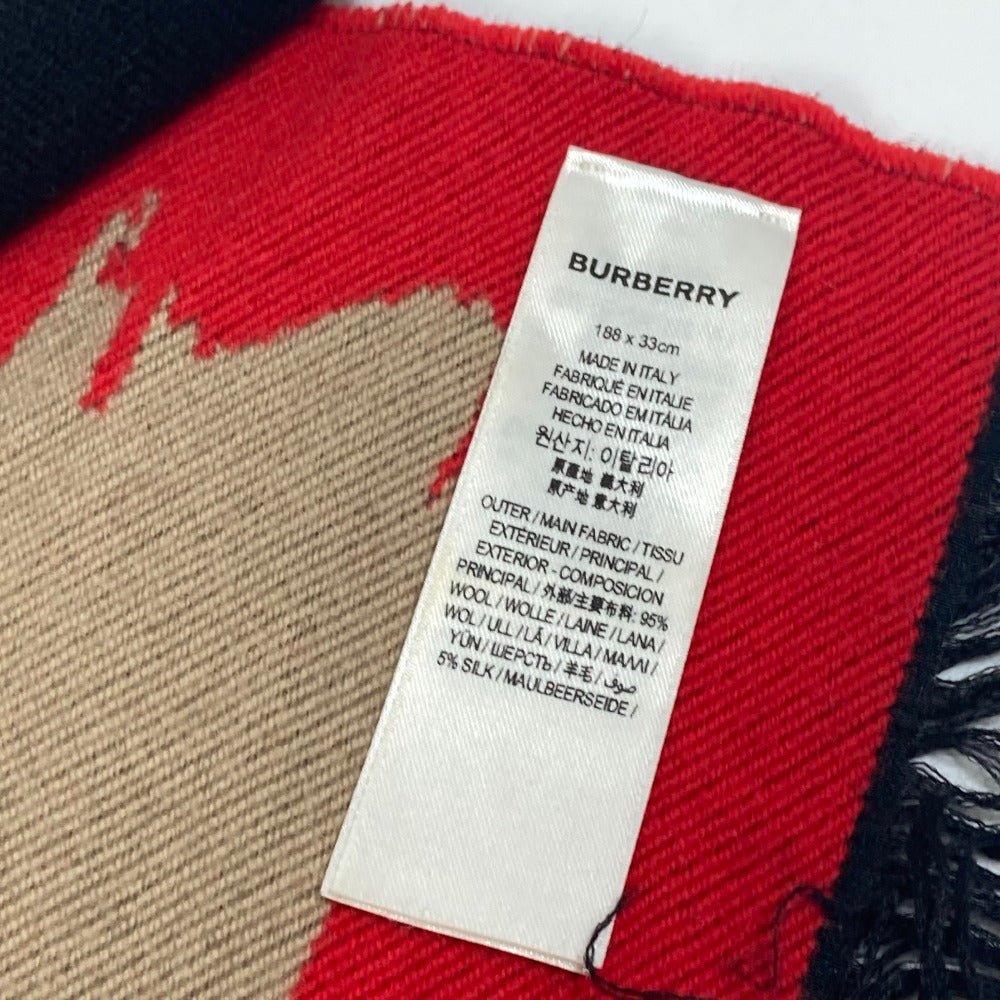 BURBERRY
188 x 33cm
MADE IN ITALY
FABRIQUÉ EN ITALIE
FABRICADO EM ITÁLIA
HECHO EN ITALIA
원산지: 이탈리아
原產地 義大利
原产地 意大利
OUTER / MAIN FABRIC / TISSU
EXTÉRIEUR / PRINCIPAL /
EXTERIOR - COMPOSICION
PRINCIPAL / 外部/主要布料: 95%
WOOL / WOLLE / LAINE / LANA /
WOL / ULL / LÃ / VILLA / ΜΑΛΛΙ /
YÜN / ШЕРСТЬ / 羊毛 / صوف /
5% SILK / MAULBEERSEIDE /